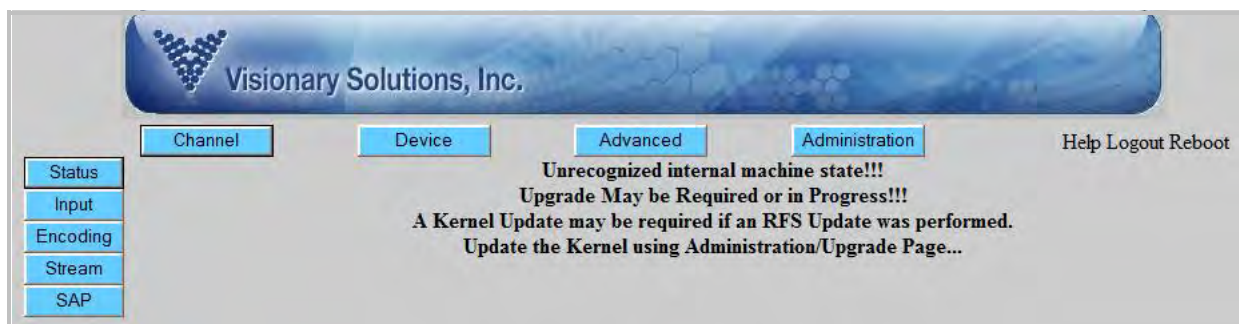 Visionary Solutions, Inc.
Channel Device Advanced Administration Help Logout Reboot
Status
Input
Encoding
Stream
SAP
Unrecognized internal machine state!!!
Upgrade May be Required or in Progress!!!
A Kernel Update may be required if an RFS Update was performed.
Update the Kernel using Administration/Upgrade Page...